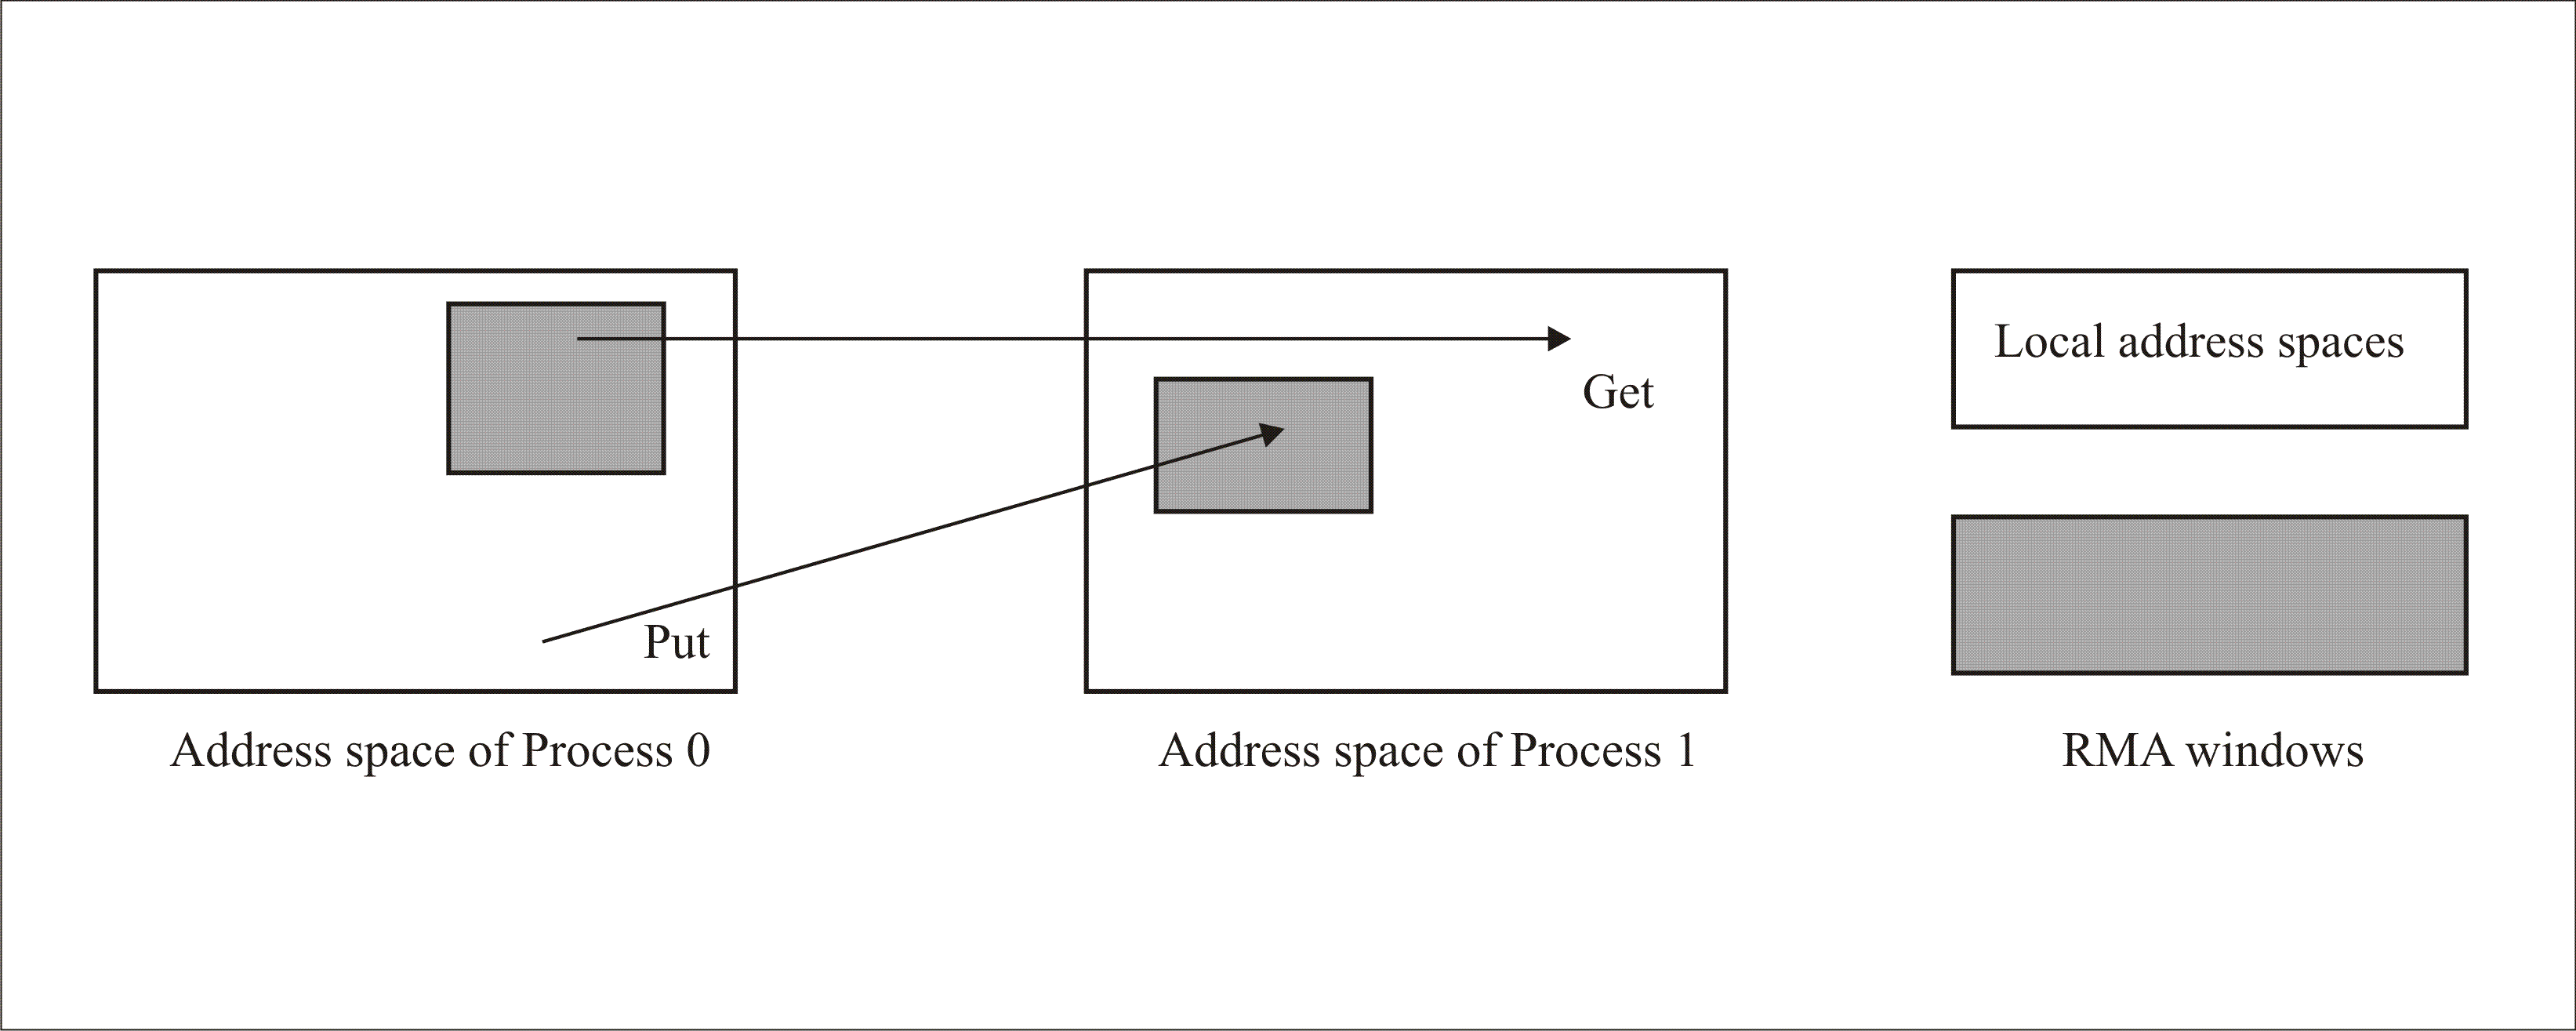 Local address spaces
Get
Put
Address space of Process 0
Address space of Process 1
RMA windows